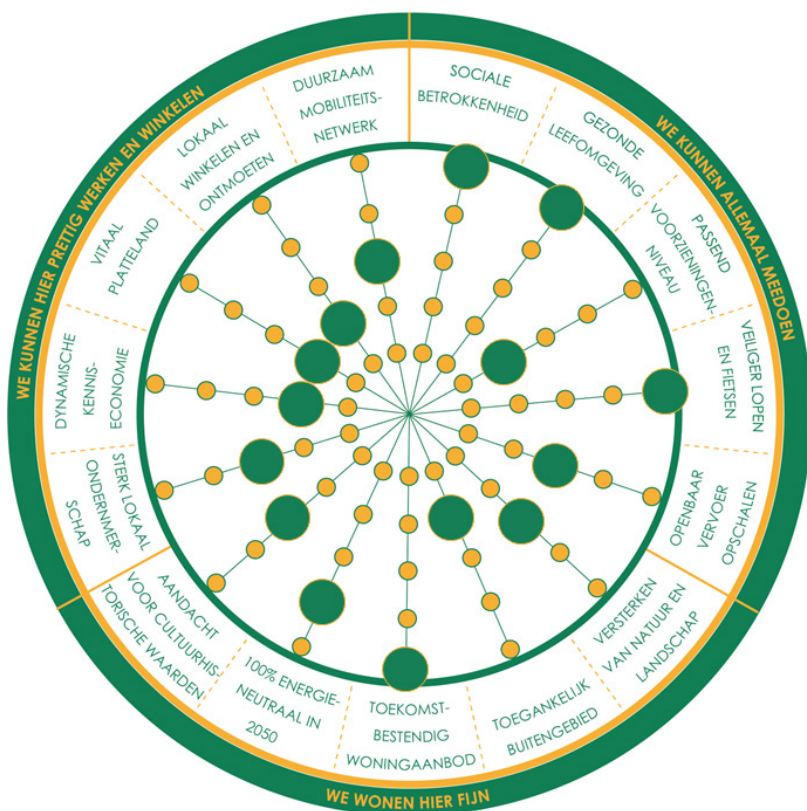 WE KUNNEN ALLEMAAL MEEDOEN
SOCIALE
BETROKKENHEID
GEZONDE
LEEFOMGEVING
PASSEND
VOORZIENINGEN-
NIVEAU
VEILIGER LOPEN
EN FIETSEN
OPENBAAR
VERVOER
OPSCHALEN
WE WONEN HIER FIJN
VERSTERKEN
VAN NATUUR EN
LANDSCHAP
TOEGANKELIJK
BUITENGEBIED
TOEKOMST-
BESTENDIG
WONINGAANBOD
100% ENERGIE-
NEUTRAAL IN
2050
AANDACHT
VOOR CULTUURHIS-
TORISCHE WAARDEN
WE KUNNEN HIER PRETTIG WERKEN EN WINKELEN
STERK LOKAAL
ONDERNMER-
SCHAP
DYNAMISCHE
KENNIS-
ECONOMIE
VITAAL
PLATTELAND
LOKAAL
WINKELEN EN
ONTMOETEN
DUURZAAM
MOBILITEITS-
NETWERK